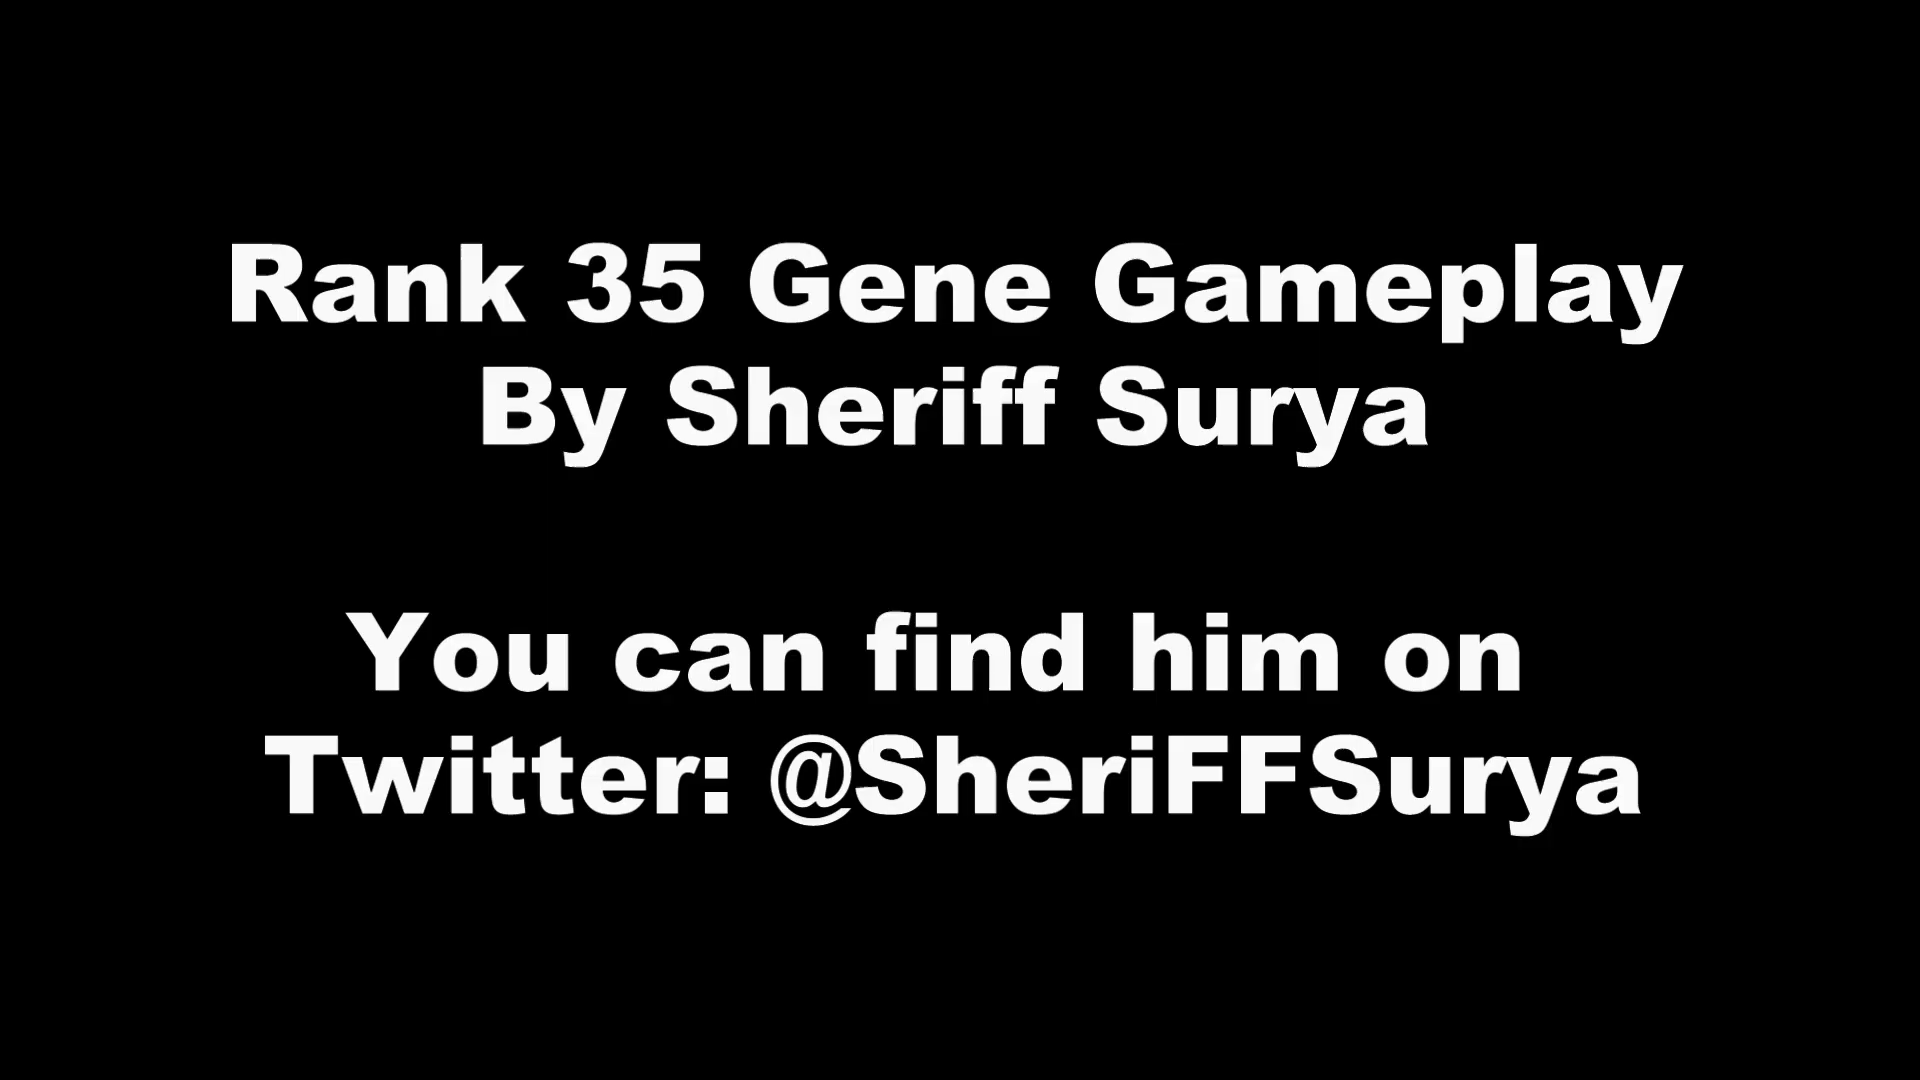 Rank 35 Gene Gameplay
By Sheriff Surya
You can find him on
Twitter: @SheriFFSurya